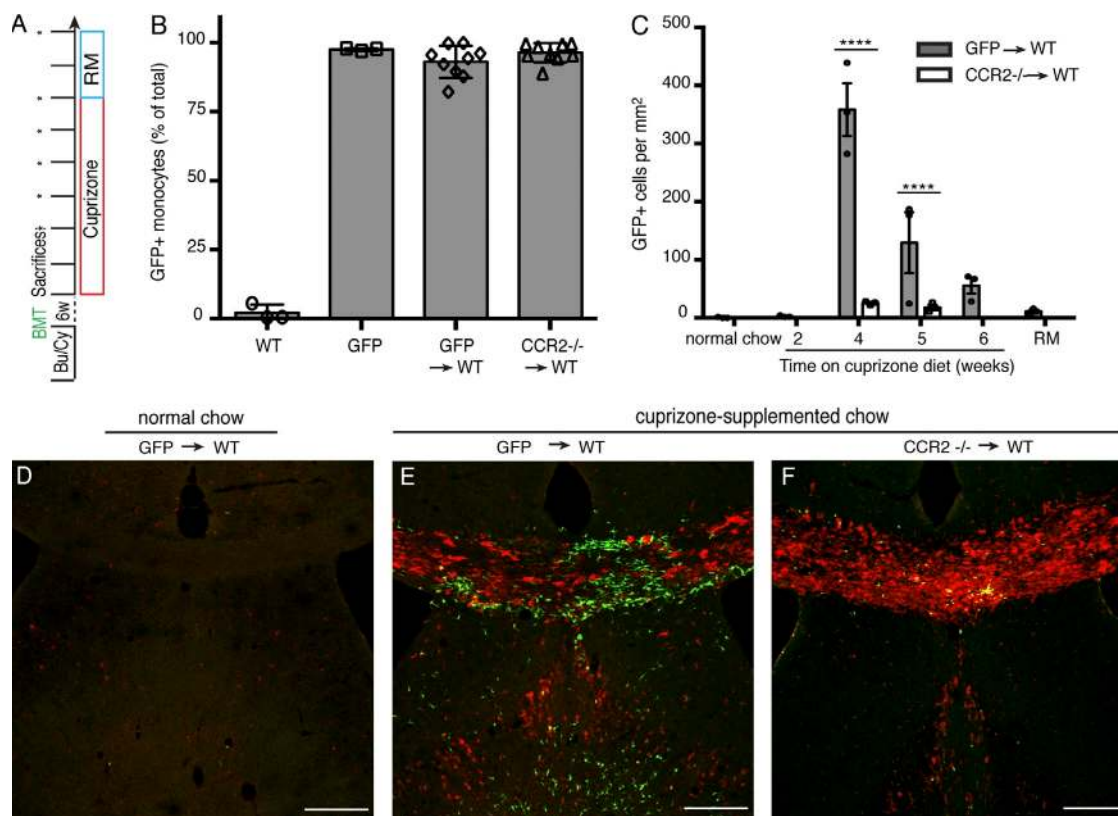 A
RM
Cuprizone
Sacrifices
BMT
6w
Bu/Cy
B
GFP+ monocytes (% of total)
100
75
50
25
0
WT
GFP
GFP → WT
CCR2-/- → WT
C
GFP+ cells per mm²
500
400
300
200
100
0
****
****
GFP → WT
CCR2-/- → WT
normal chow
2
4
5
6
RM
Time on cuprizone diet (weeks)
normal chow
GFP → WT
cuprizone-supplemented chow
GFP → WT
CCR2 -/- → WT
D
E
F